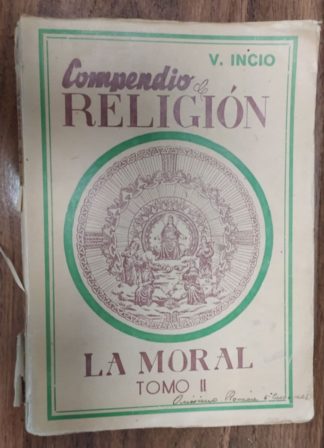 V. INCIO
Compendio de
RELIGIÓN
LA MORAL
TOMO II